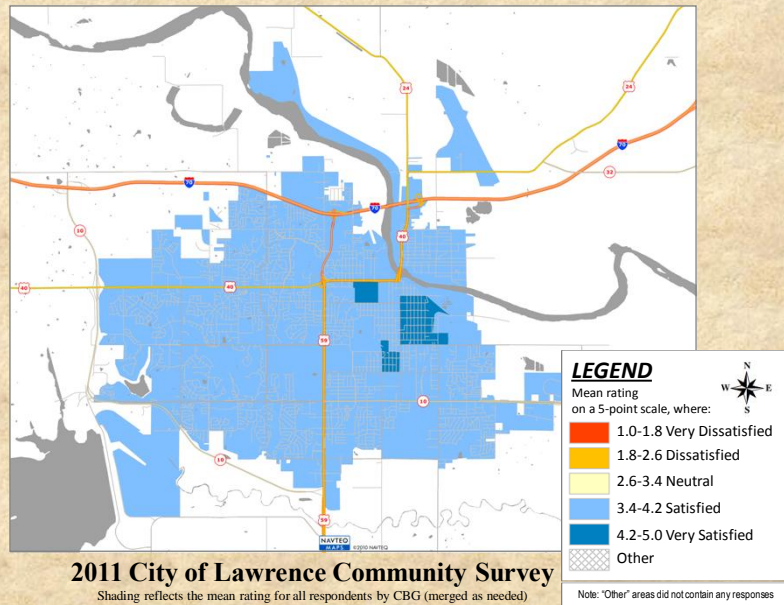 24
24
70
32
70
10
70
40
40
40
59
10
10
59
NAVTEQ
MAPS
©2010 NAVTEQ
LEGEND
Mean rating
on a 5-point scale, where:
N
W E
S
1.0-1.8 Very Dissatisfied
1.8-2.6 Dissatisfied
2.6-3.4 Neutral
3.4-4.2 Satisfied
4.2-5.0 Very Satisfied
Other
2011 City of Lawrence Community Survey
Shading reflects the mean rating for all respondents by CBG (merged as needed)
Note: "Other" areas did not contain any responses